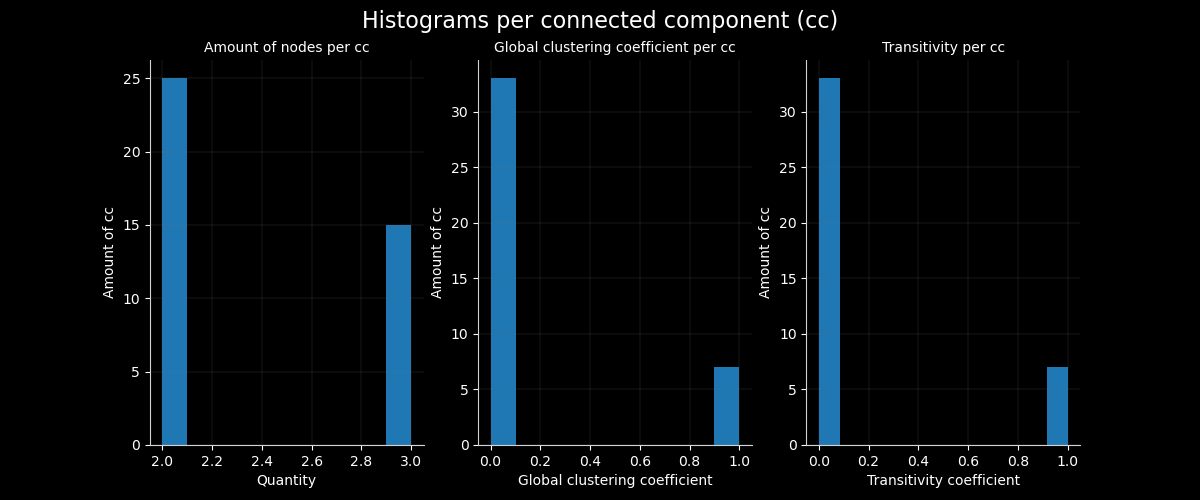 Histograms per connected component (cc)
Amount of nodes per cc
Global clustering coefficient per cc
Transitivity per cc
Amount of cc
25
20
15
10
5
0
2.0 2.2 2.4 2.6 2.8 3.0
Quantity
Amount of cc
30
25
20
15
10
5
0
0.0 0.2 0.4 0.6 0.8 1.0
Global clustering coefficient
Amount of cc
30
25
20
15
10
5
0
0.0 0.2 0.4 0.6 0.8 1.0
Transitivity coefficient